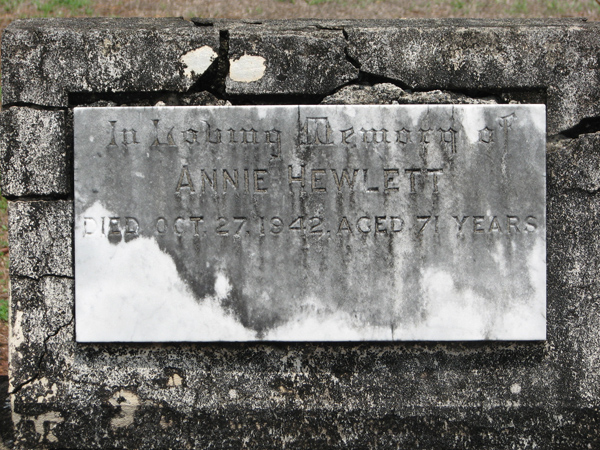 In Loving Memory of
ANNIE HEWLETT
DIED OCT. 27, 1942, AGED 71 YEARS